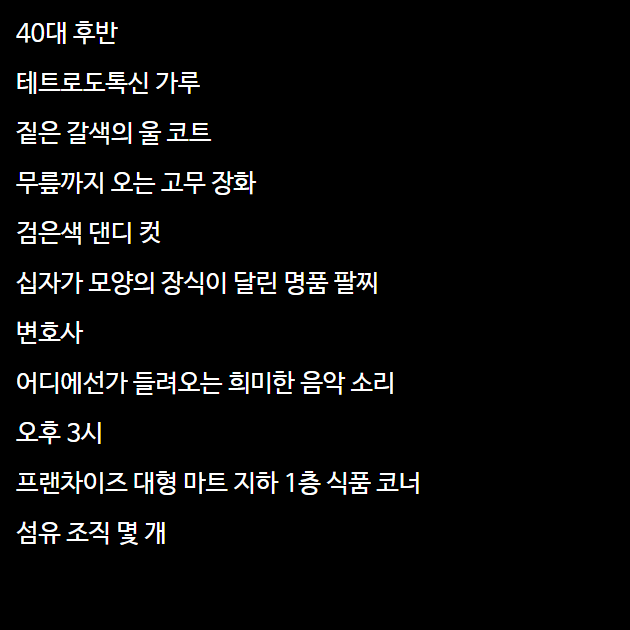 40대 후반
테트로도톡신 가루
짙은 갈색의 울 코트
무릎까지 오는 고무 장화
검은색 댄디 컷
십자가 모양의 장식이 달린 명품 팔찌
변호사
어디에선가 들려오는 희미한 음악 소리
오후 3시
프랜차이즈 대형 마트 지하 1층 식품 코너
섬유 조직 몇 개